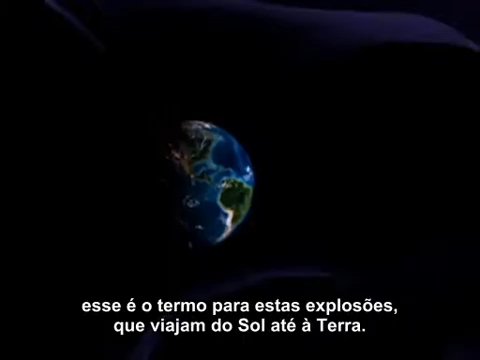 esse é o termo para estas explosões,
que viajam do Sol até à Terra.